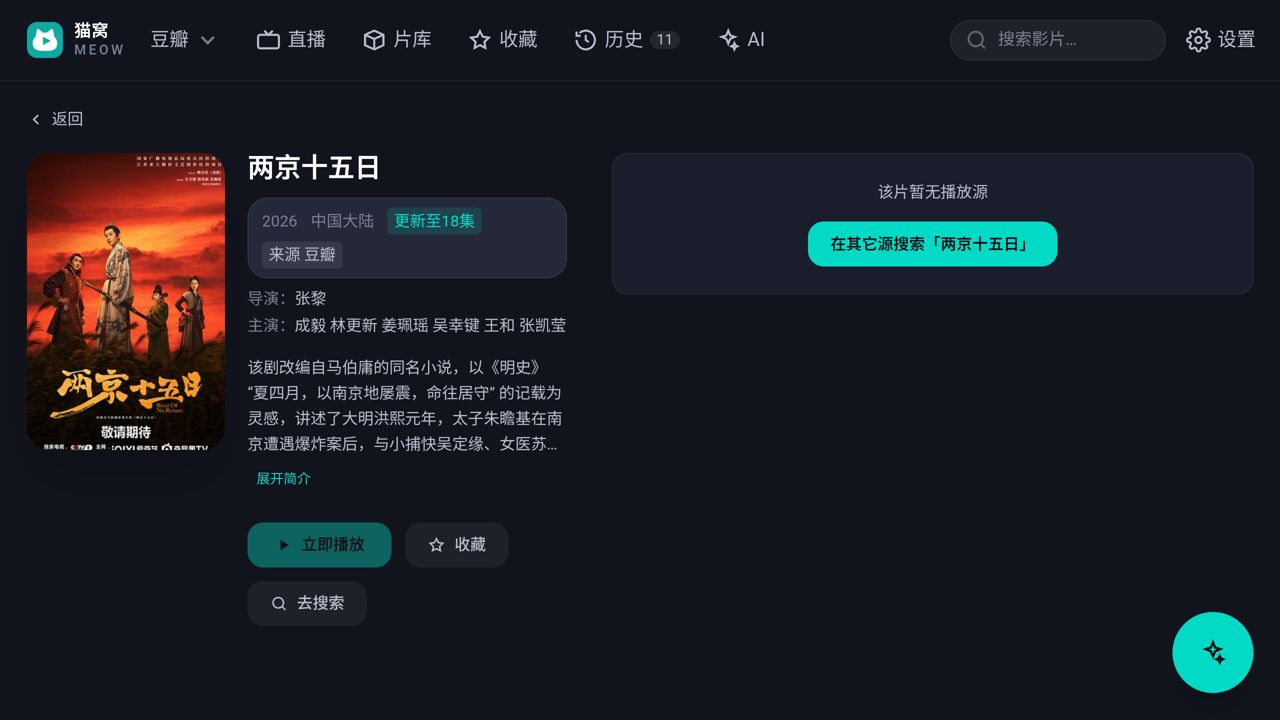 猫窝
MEOW
豆瓣
直播
片库
收藏
历史 11
AI
搜索影片...
设置
返回
两京十五日
River Of
No Return
敬请期待
两京十五日
2026 中国大陆 更新至18集
来源 豆瓣
导演：张黎
主演：成毅 林更新 姜珮瑶 吴幸键 王和 张凯莹
该剧改编自马伯庸的同名小说，以《明史》
“夏四月，以南京地屡震，命往居守” 的记载为
灵感，讲述了大明洪熙元年，太子朱瞻基在南
京遭遇爆炸案后，与小捕快吴定缘、女医苏...
展开简介
立即播放
收藏
去搜索
该片暂无播放源
在其它源搜索「两京十五日」